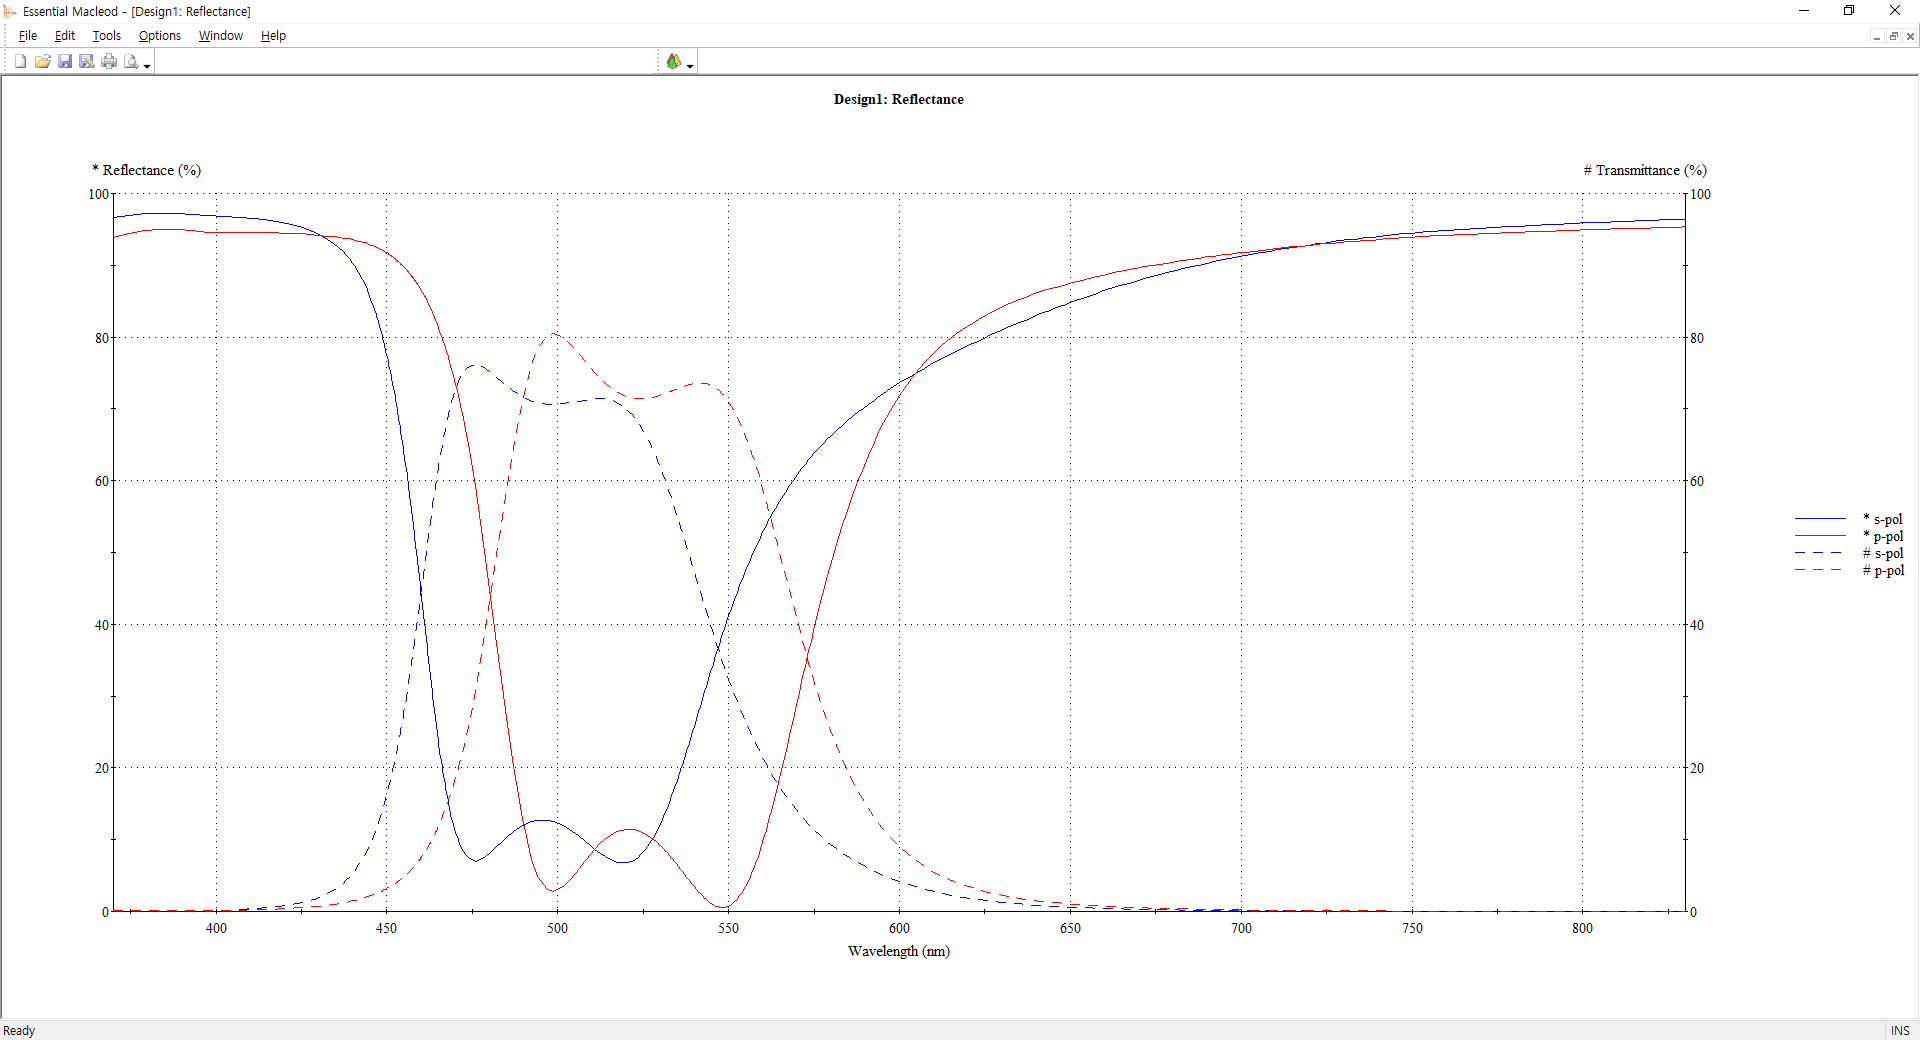 Essential Macleod - [Design1: Reflectance]
File Edit Tools Options Window Help
Design1: Reflectance
* Reflectance (%)
# Transmittance (%)
100
80
60
40
20
0
100
80
60
40
20
0
400 450 500 550 600 650 700 750 800
Wavelength (nm)
* s-pol
* p-pol
# s-pol
# p-pol
Ready
INS